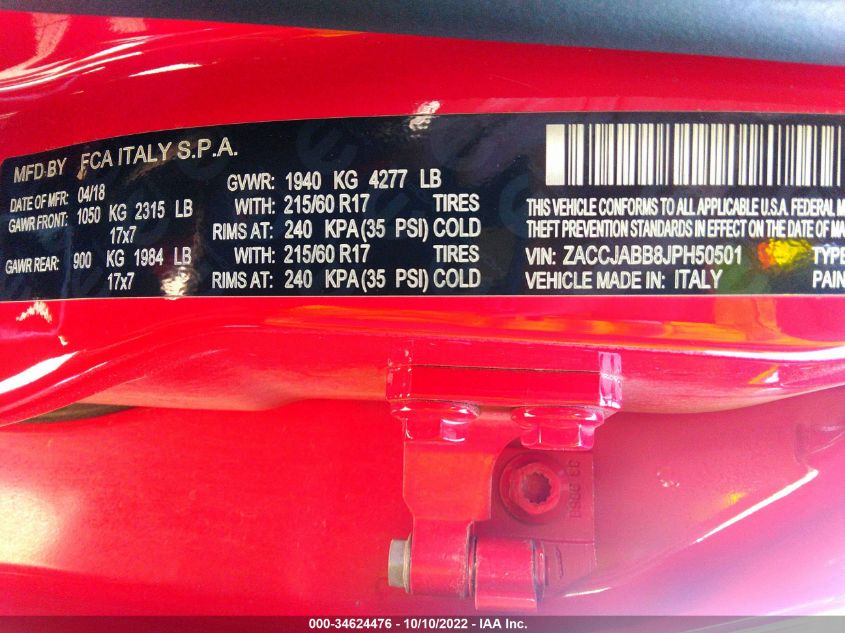 MFD BY FCA ITALY S.P.A.
DATE OF MFR: 04/18 GVWR: 1940 KG 4277 LB
GAWR FRONT: 1050 KG 2315 LB WITH: 215/60 R17 TIRES
17x7 RIMS AT: 240 KPA (35 PSI) COLD
GAWR REAR: 900 KG 1984 LB WITH: 215/60 R17 TIRES
17x7 RIMS AT: 240 KPA (35 PSI) COLD
THIS VEHICLE CONFORMS TO ALL APPLICABLE U.S.A. FEDERAL M
THEFT PREVENTION STANDARDS IN EFFECT ON THE DATE OF MA
VIN: ZACCJABB8JPH50501 TYPE
VEHICLE MADE IN: ITALY PAIN
000-34624476 - 10/10/2022 - IAA Inc.